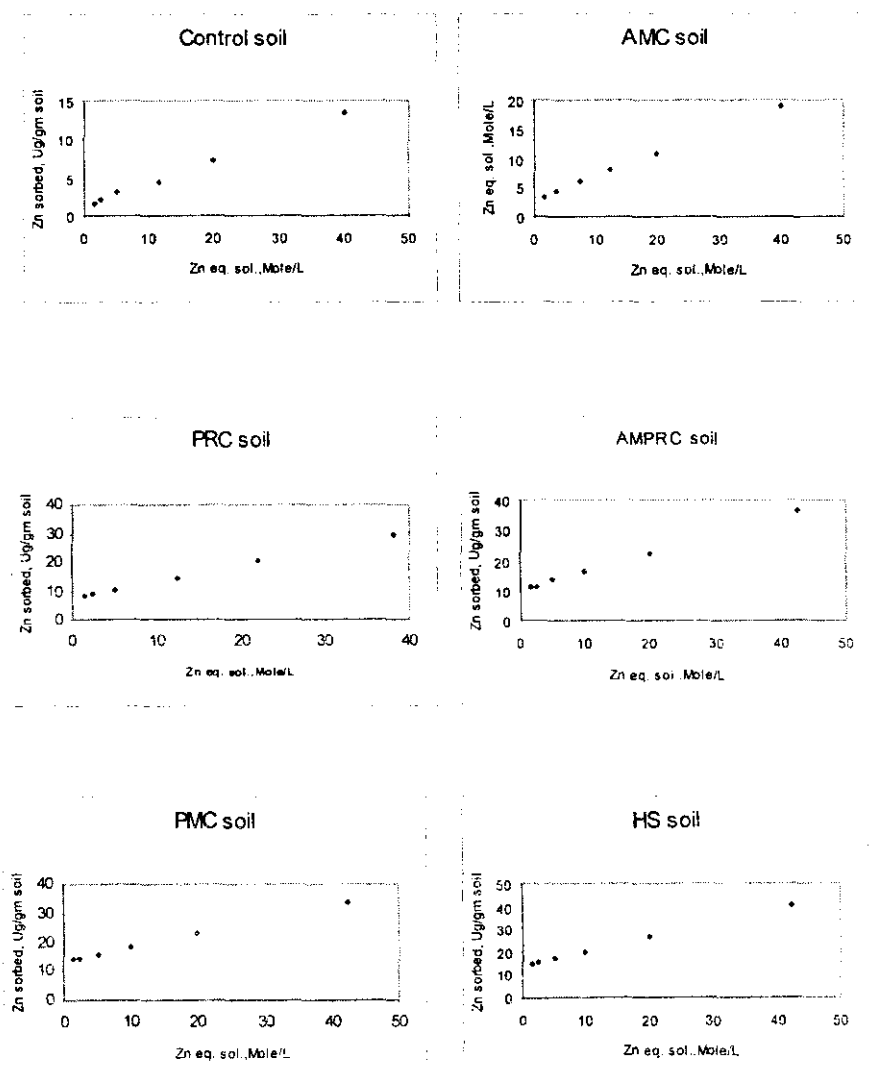 Control soil
Zn sorbed, Ug/gm soil
15
10
5
0
0 10 20 30 40 50
Zn eq. sol.,Mole/L
AMC soil
Zn eq. sol.,Mole/L
20
15
10
5
0
0 10 20 30 40 50
Zn eq. sol.,Mole/L
PRC soil
Zn sorbed, Ug/gm soil
40
30
20
10
0
0 10 20 30 40
Zn eq. sol.,Mole/L
AMPRC soil
Zn sorbed, Ug/gm soil
40
30
20
10
0
0 10 20 30 40 50
Zn eq. sol.,Mole/L
PMC soil
Zn sorbed, Ug/gm soil
40
30
20
10
0
0 10 20 30 40 50
Zn eq. sol.,Mole/L
HS soil
Zn sorbed, Ug/gm soil
50
40
30
20
10
0
0 10 20 30 40 50
Zn eq. sol.,Mole/L